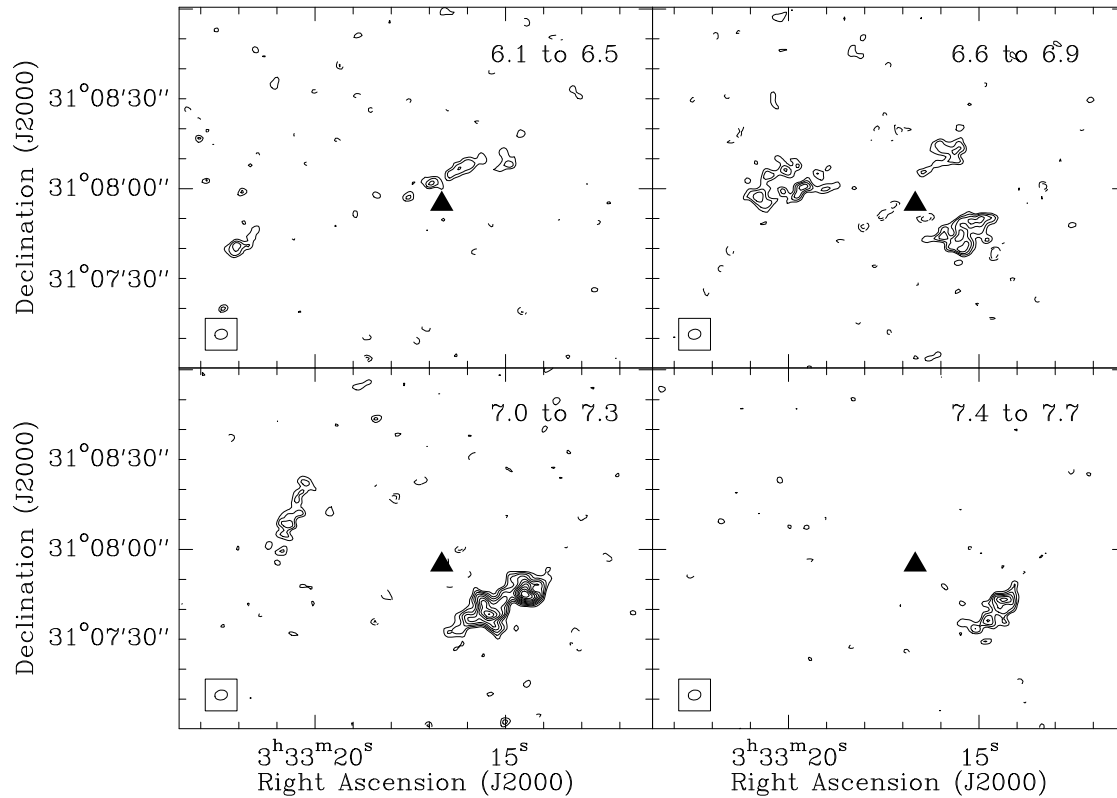 6.1 to 6.5
6.6 to 6.9
Declination (J2000)
31°08'30"
31°08'00"
31°07'30"
7.0 to 7.3
7.4 to 7.7
Declination (J2000)
31°08'30"
31°08'00"
31°07'30"
3ʰ33ᵐ20ˢ 15ˢ
3ʰ33ᵐ20ˢ 15ˢ
Right Ascension (J2000)
Right Ascension (J2000)